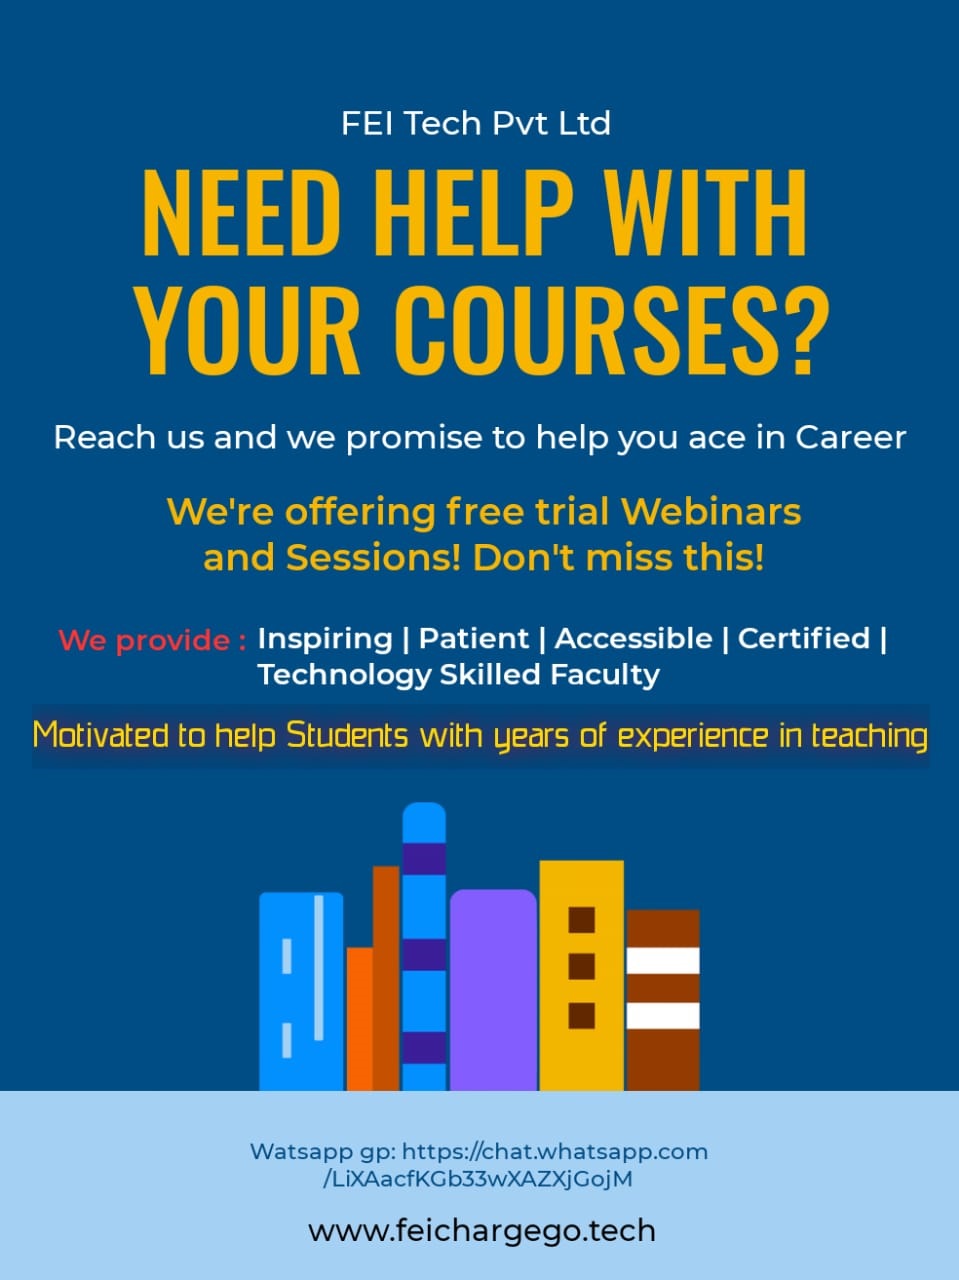 FEI Tech Pvt Ltd
NEED HELP WITH
YOUR COURSES?
Reach us and we promise to help you ace in Career
We're offering free trial Webinars
and Sessions! Don't miss this!
We provide : Inspiring | Patient | Accessible | Certified |
Technology Skilled Faculty
Motivated to help Students with years of experience in teaching
Watsapp gp: https://chat.whatsapp.com
/LiXAacfKGb33wXAZXjGojM
www.feichargego.tech